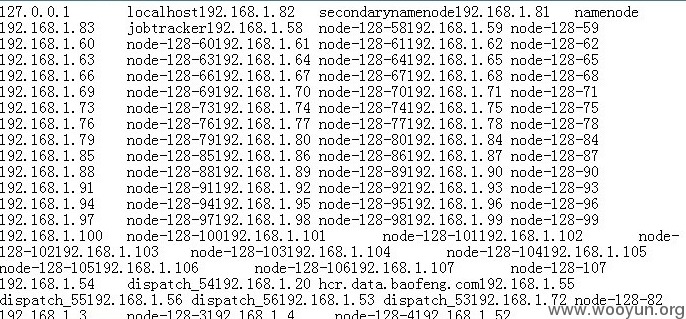 127.0.0.1 localhost192.168.1.82 secondarynamenode192.168.1.81 namenode
192.168.1.83 jobtracker192.168.1.58 node-128-58192.168.1.59 node-128-59
192.168.1.60 node-128-60192.168.1.61 node-128-61192.168.1.62 node-128-62
192.168.1.63 node-128-63192.168.1.64 node-128-64192.168.1.65 node-128-65
192.168.1.66 node-128-66192.168.1.67 node-128-67192.168.1.68 node-128-68
192.168.1.69 node-128-69192.168.1.70 node-128-70192.168.1.71 node-128-71
192.168.1.73 node-128-73192.168.1.74 node-128-74192.168.1.75 node-128-75
192.168.1.76 node-128-76192.168.1.77 node-128-77192.168.1.78 node-128-78
192.168.1.79 node-128-79192.168.1.80 node-128-80192.168.1.84 node-128-84
192.168.1.85 node-128-85192.168.1.86 node-128-86192.168.1.87 node-128-87
192.168.1.88 node-128-88192.168.1.89 node-128-89192.168.1.90 node-128-90
192.168.1.91 node-128-91192.168.1.92 node-128-92192.168.1.93 node-128-93
192.168.1.94 node-128-94192.168.1.95 node-128-95192.168.1.96 node-128-96
192.168.1.97 node-128-97192.168.1.98 node-128-98192.168.1.99 node-128-99
192.168.1.100 node-128-100192.168.1.101 node-128-101192.168.1.102 node-
128-102192.168.1.103 node-128-103192.168.1.104 node-128-104192.168.1.105
node-128-105192.168.1.106 node-128-106192.168.1.107 node-128-107
192.168.1.54 dispatch_54192.168.1.20 hcr.data.baofeng.com192.168.1.55
dispatch_55192.168.1.56 dispatch_56192.168.1.53 dispatch_53192.168.1.72 node-128-82
192.168.1.3 node-128-3192.168.1.4 node-128-4192.168.1.52
www.wooyun.org